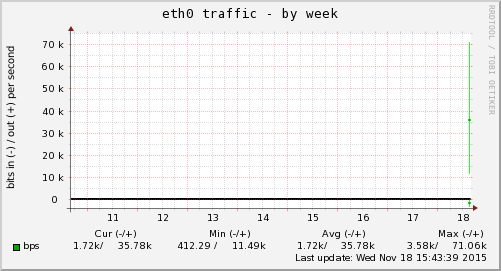 eth0 traffic - by week
RRDTOOL / TOBI OETIKER
bits in (-) / out (+) per second
70 k
60 k
50 k
40 k
30 k
20 k
10 k
0
11 12 13 14 15 16 17 18
Cur (-/+) Min (-/+) Avg (-/+) Max (-/+)
bps 1.72k/ 35.78k 412.29 / 11.49k 1.72k/ 35.78k 3.58k/ 71.06k
Last update: Wed Nov 18 15:43:39 2015